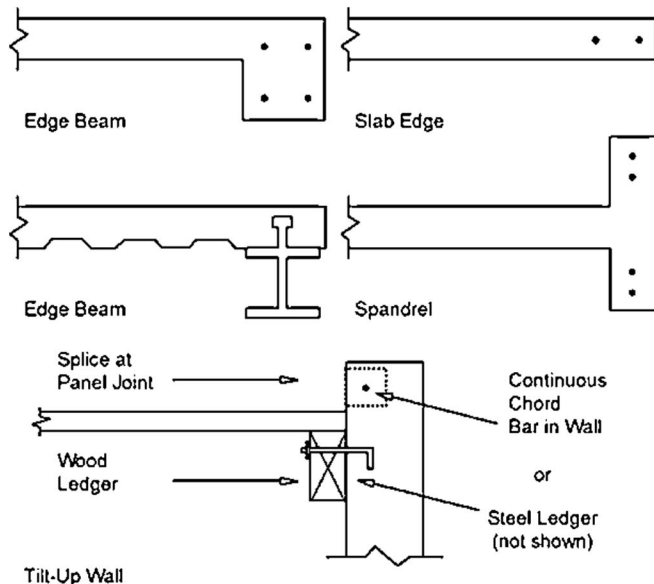 Edge Beam
Slab Edge
Edge Beam
Spandrel
Splice at
Panel Joint
Continuous
Chord
Bar in Wall
Wood
Ledger
or
Steel Ledger
(not shown)
Tilt-Up Wall